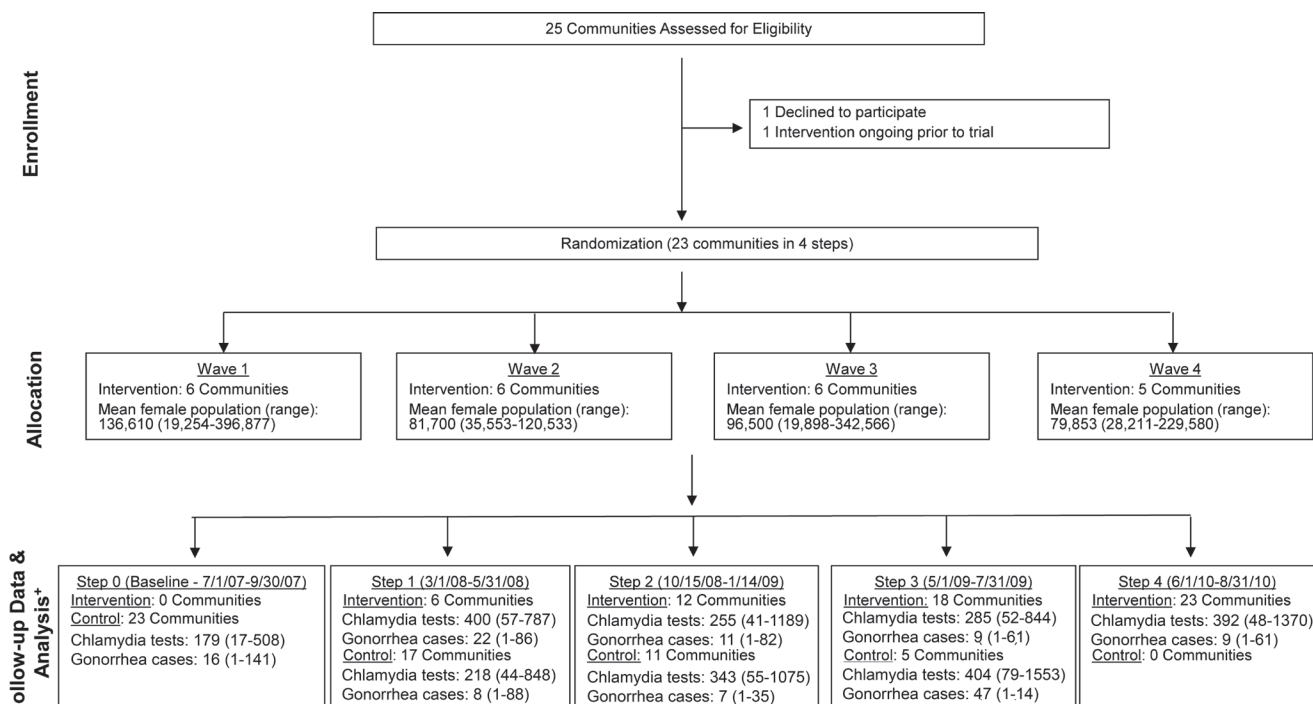 25 Communities Assessed for Eligibility
Enrollment
1 Declined to participate
1 Intervention ongoing prior to trial
Randomization (23 communities in 4 steps)
Allocation
Wave 1
Intervention: 6 Communities
Mean female population (range):
136,610 (19,254-396,877)
Wave 2
Intervention: 6 Communities
Mean female population (range):
81,700 (35,553-120,533)
Wave 3
Intervention: 6 Communities
Mean female population (range):
96,500 (19,898-342,566)
Wave 4
Intervention: 5 Communities
Mean female population (range):
79,853 (28,211-229,580)
ollow-up Data &
Analysis+
Step 0 (Baseline - 7/1/07-9/30/07)
Intervention: 0 Communities
Control: 23 Communities
Chlamydia tests: 179 (17-508)
Gonorrhea cases: 16 (1-141)
Step 1 (3/1/08-5/31/08)
Intervention: 6 Communities
Chlamydia tests: 400 (57-787)
Gonorrhea cases: 22 (1-86)
Control: 17 Communities
Chlamydia tests: 218 (44-848)
Gonorrhea cases: 8 (1-88)
Step 2 (10/15/08-1/14/09)
Intervention: 12 Communities
Chlamydia tests: 255 (41-1189)
Gonorrhea cases: 11 (1-82)
Control: 11 Communities
Chlamydia tests: 343 (55-1075)
Gonorrhea cases: 7 (1-35)
Step 3 (5/1/09-7/31/09)
Intervention: 18 Communities
Chlamydia tests: 285 (52-844)
Gonorrhea cases: 9 (1-61)
Control: 5 Communities
Chlamydia tests: 404 (79-1553)
Gonorrhea cases: 47 (1-14)
Step 4 (6/1/10-8/31/10)
Intervention: 23 Communities
Chlamydia tests: 392 (48-1370)
Gonorrhea cases: 9 (1-61)
Control: 0 Communities